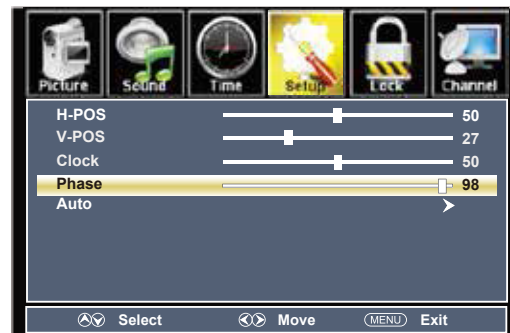 Picture Sound Time Setup Lock Channel
H-POS 50
V-POS 27
Clock 50
Phase 98
Auto
Select Move MENU Exit